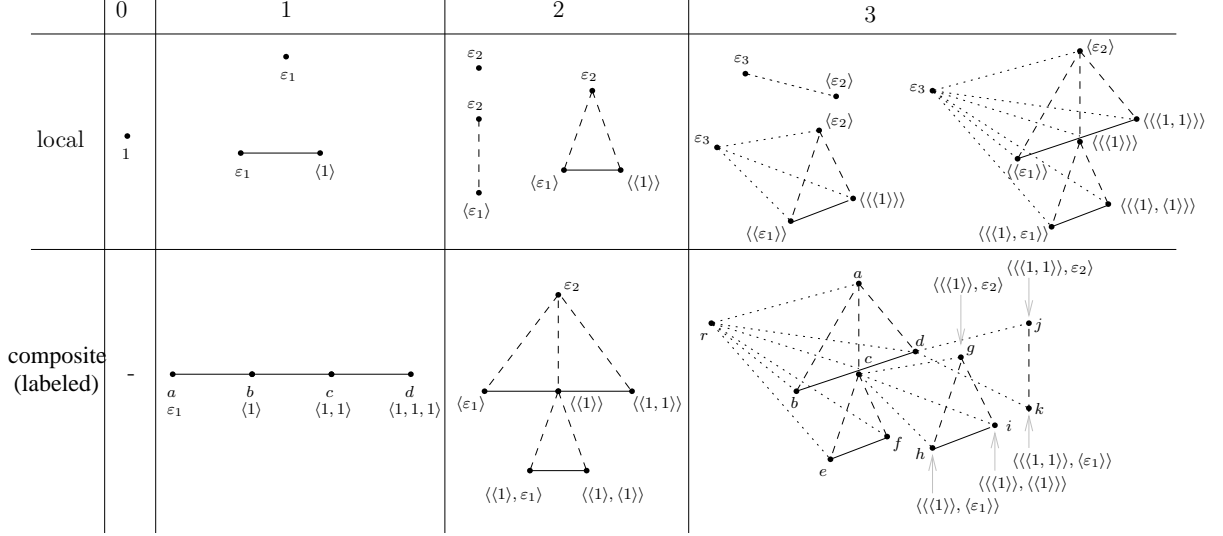 0 1 2 3
local
1
ε₁
ε₁ ⟨1⟩
ε₂
ε₂
⟨ε₁⟩
ε₂
⟨ε₁⟩ ⟨⟨1⟩⟩
ε₃
⟨ε₂⟩
ε₃
⟨ε₂⟩
⟨⟨⟨1⟩⟩⟩
⟨⟨ε₁⟩⟩
ε₃
⟨ε₂⟩
⟨⟨⟨1, 1⟩⟩⟩
⟨⟨⟨1⟩⟩⟩
⟨⟨ε₁⟩⟩
⟨⟨⟨1⟩, ⟨1⟩⟩⟩
⟨⟨⟨1⟩, ε₁⟩⟩
composite
(labeled)
-
a b c d
ε₁ ⟨1⟩ ⟨1, 1⟩ ⟨1, 1, 1⟩
ε₂
⟨ε₁⟩ ⟨⟨1⟩⟩ ⟨⟨1, 1⟩⟩
⟨⟨1⟩, ε₁⟩ ⟨⟨1⟩, ⟨1⟩⟩
⟨⟨⟨1, 1⟩⟩, ε₂⟩
⟨⟨⟨1⟩⟩, ε₂⟩
a
r
j
d
g
c
b
k
f
i
h
e
⟨⟨⟨1, 1⟩⟩, ⟨ε₁⟩⟩
⟨⟨⟨1⟩⟩, ⟨⟨1⟩⟩⟩
⟨⟨⟨1⟩⟩, ⟨ε₁⟩⟩